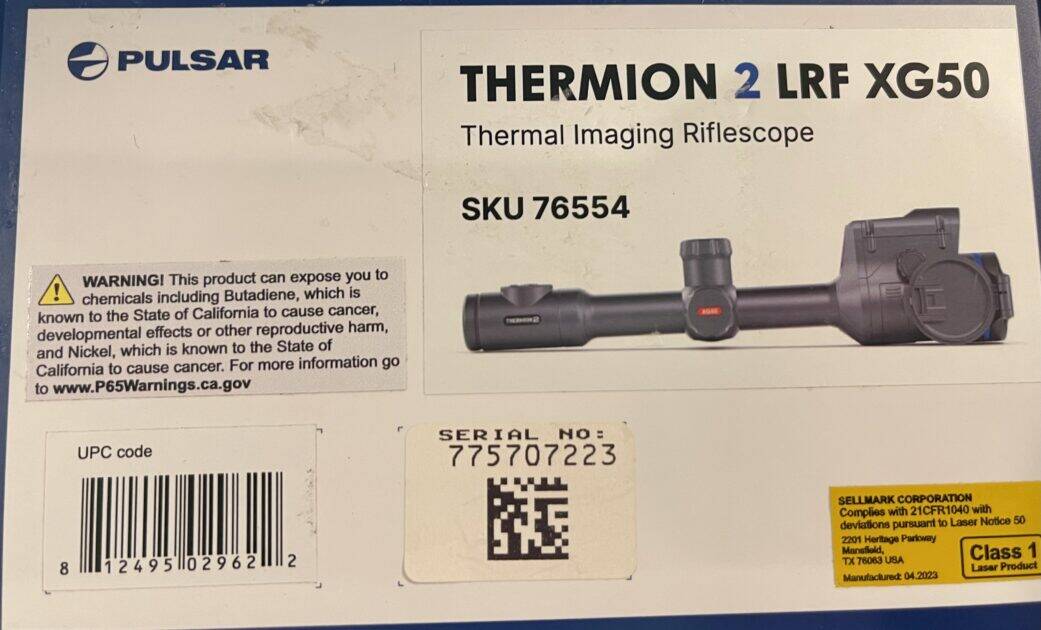 PULSAR
THERMION 2 LRF XG50
Thermal Imaging Riflescope
SKU 76554
THERMION 2
XG50
WARNING! This product can expose you to
chemicals including Butadiene, which is
known to the State of California to cause cancer,
developmental effects or other reproductive harm,
and Nickel, which is known to the State of
California to cause cancer. For more information go
to www.P65Warnings.ca.gov
UPC code
8 12495 02962 2
SERIAL NO:
775707223
SELLMARK CORPORATION
Complies with 21CFR1040 with
deviations pursuant to Laser Notice 50
2201 Heritage Parkway
Mansfield,
TX 76063 USA
Manufactured: 04.2023
Class 1
Laser Product